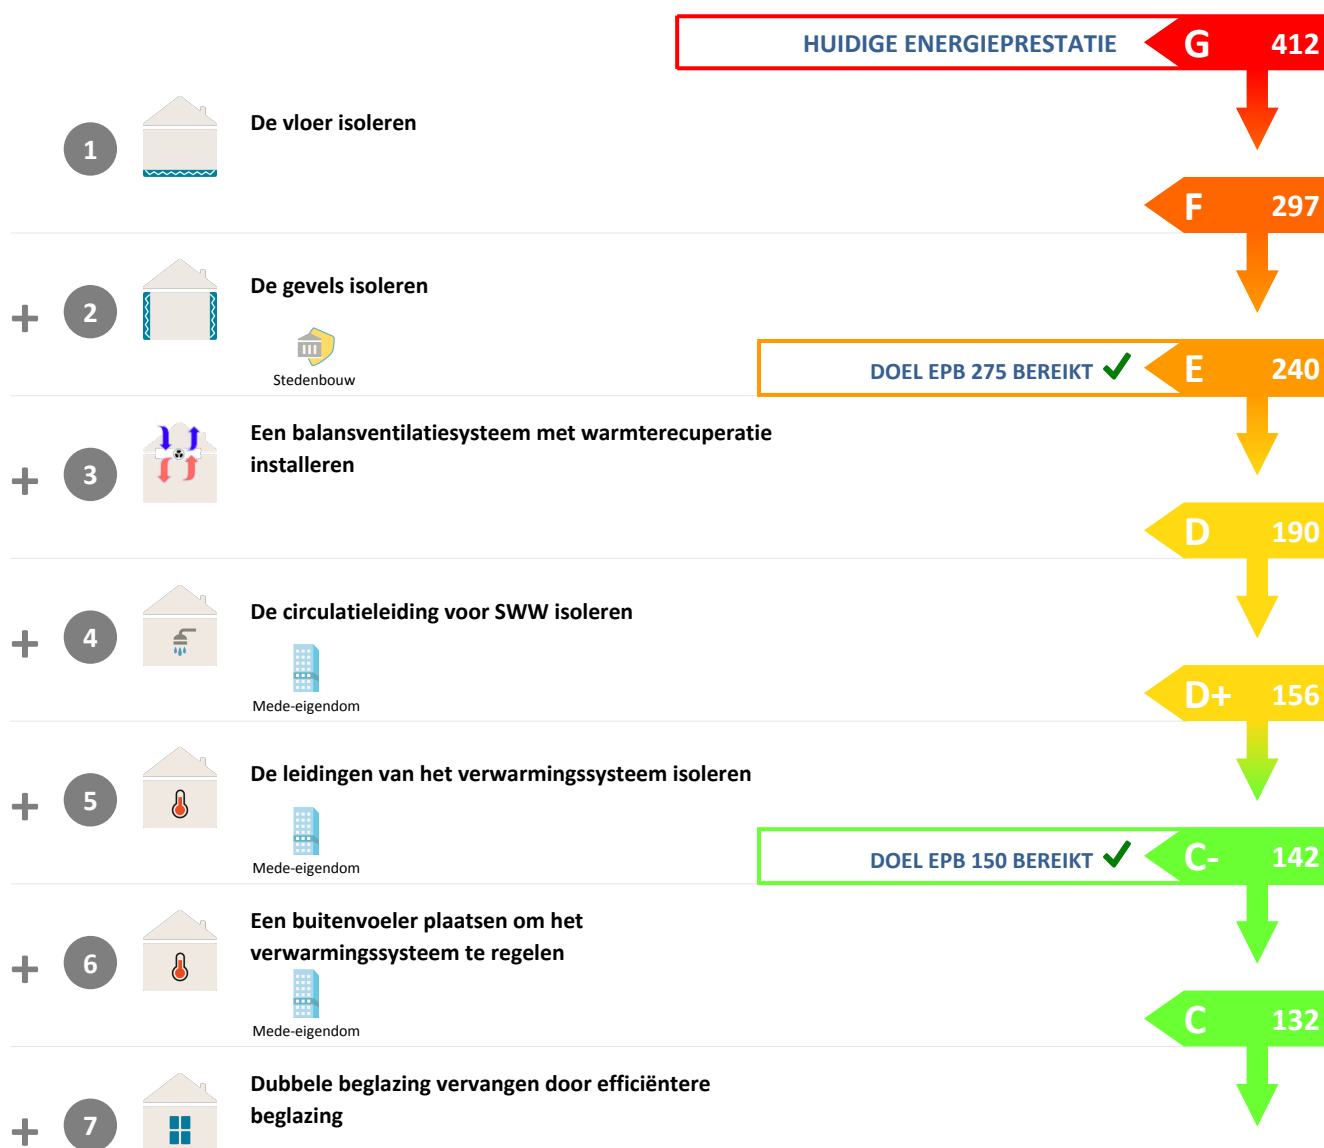 HUIDIGE ENERGIEPRESTATIE G 412
1 De vloer isoleren
F 297
+ 2 De gevels isoleren
Stedenbouw
DOEL EPB 275 BEREIKT E 240
+ 3 Een balansventilatiesysteem met warmterecuperatie
installeren
D 190
+ 4 De circulatieleiding voor SWW isoleren
Mede-eigendom
D+ 156
+ 5 De leidingen van het verwarmingssysteem isoleren
Mede-eigendom
DOEL EPB 150 BEREIKT C- 142
+ 6 Een buitenvoeler plaatsen om het
verwarmingssysteem te regelen
Mede-eigendom
C 132
+ 7 Dubbele beglazing vervangen door efficiëntere
beglazing